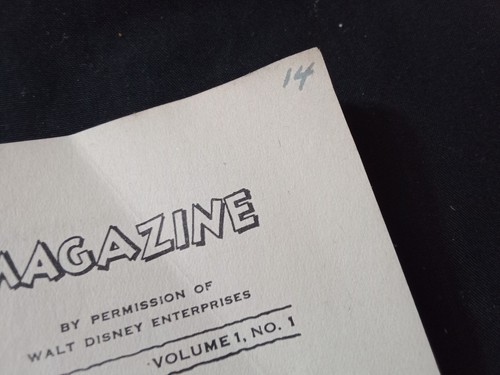 14
MAGAZINE
BY PERMISSION OF
WALT DISNEY ENTERPRISES
VOLUME 1, NO. 1